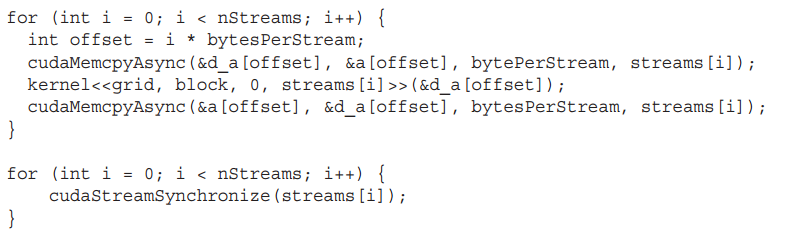 for (int i = 0; i < nStreams; i++) {
  int offset = i * bytesPerStream;
  cudaMemcpyAsync(&d_a[offset], &a[offset], bytePerStream, streams[i]);
  kernel<<grid, block, 0, streams[i]>>(&d_a[offset]);
  cudaMemcpyAsync(&a[offset], &d_a[offset], bytesPerStream, streams[i]);
}

for (int i = 0; i < nStreams; i++) {
    cudaStreamSynchronize(streams[i]);
}